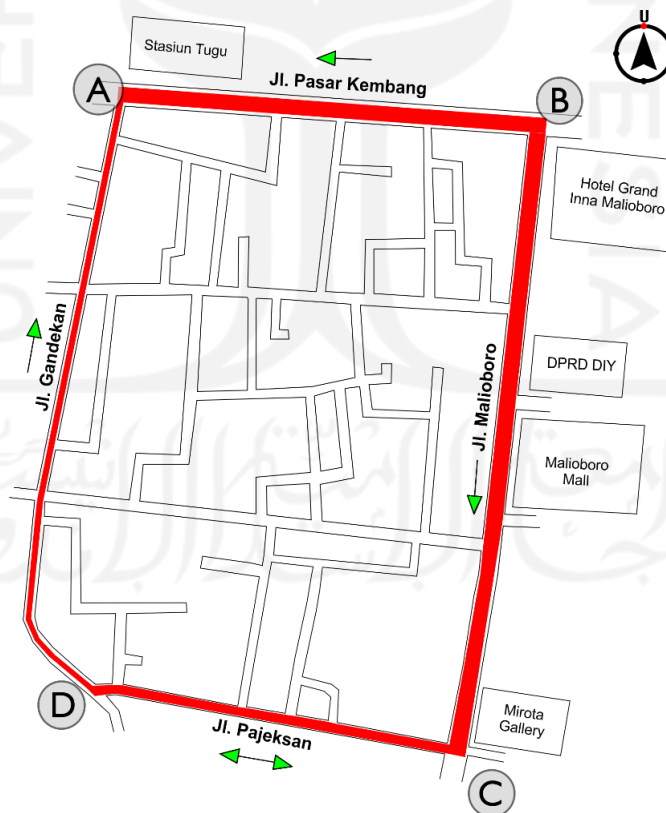 U
Stasiun Tugu
Jl. Pasar Kembang
A
B
Hotel Grand
Inna Malioboro
Jl. Gandekan
Jl. Malioboro
DPRD DIY
Malioboro
Mall
D
Jl. Pajeksan
Mirota
Gallery
C